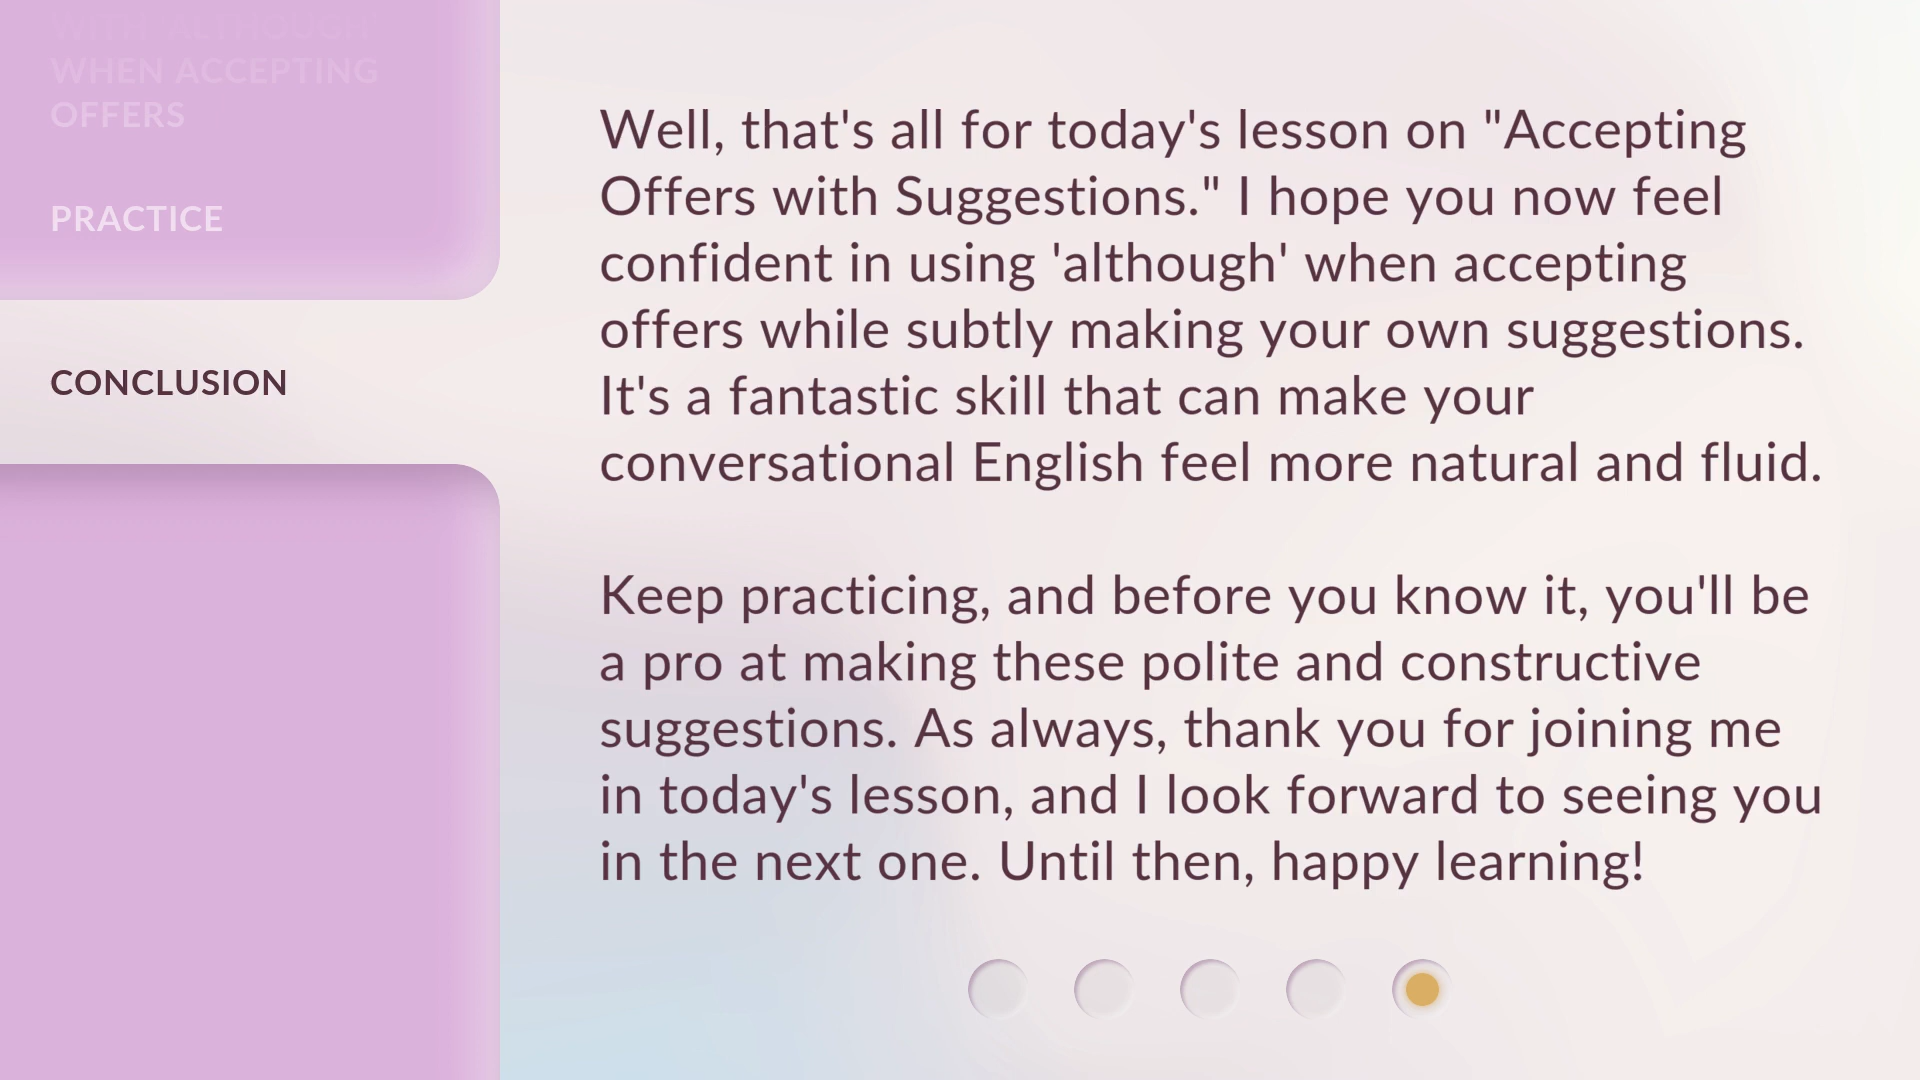 WITH 'ALTHOUGH'
WHEN ACCEPTING
OFFERS
PRACTICE
CONCLUSION
Well, that's all for today's lesson on "Accepting
Offers with Suggestions." I hope you now feel
confident in using 'although' when accepting
offers while subtly making your own suggestions.
It's a fantastic skill that can make your
conversational English feel more natural and fluid.
Keep practicing, and before you know it, you'll be
a pro at making these polite and constructive
suggestions. As always, thank you for joining me
in today's lesson, and I look forward to seeing you
in the next one. Until then, happy learning!